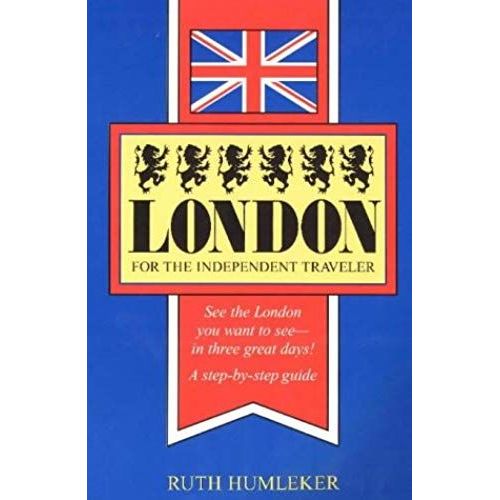 LONDON
FOR THE INDEPENDENT TRAVELER
See the London
you want to see—
in three great days!
A step-by-step guide
RUTH HUMLEKER